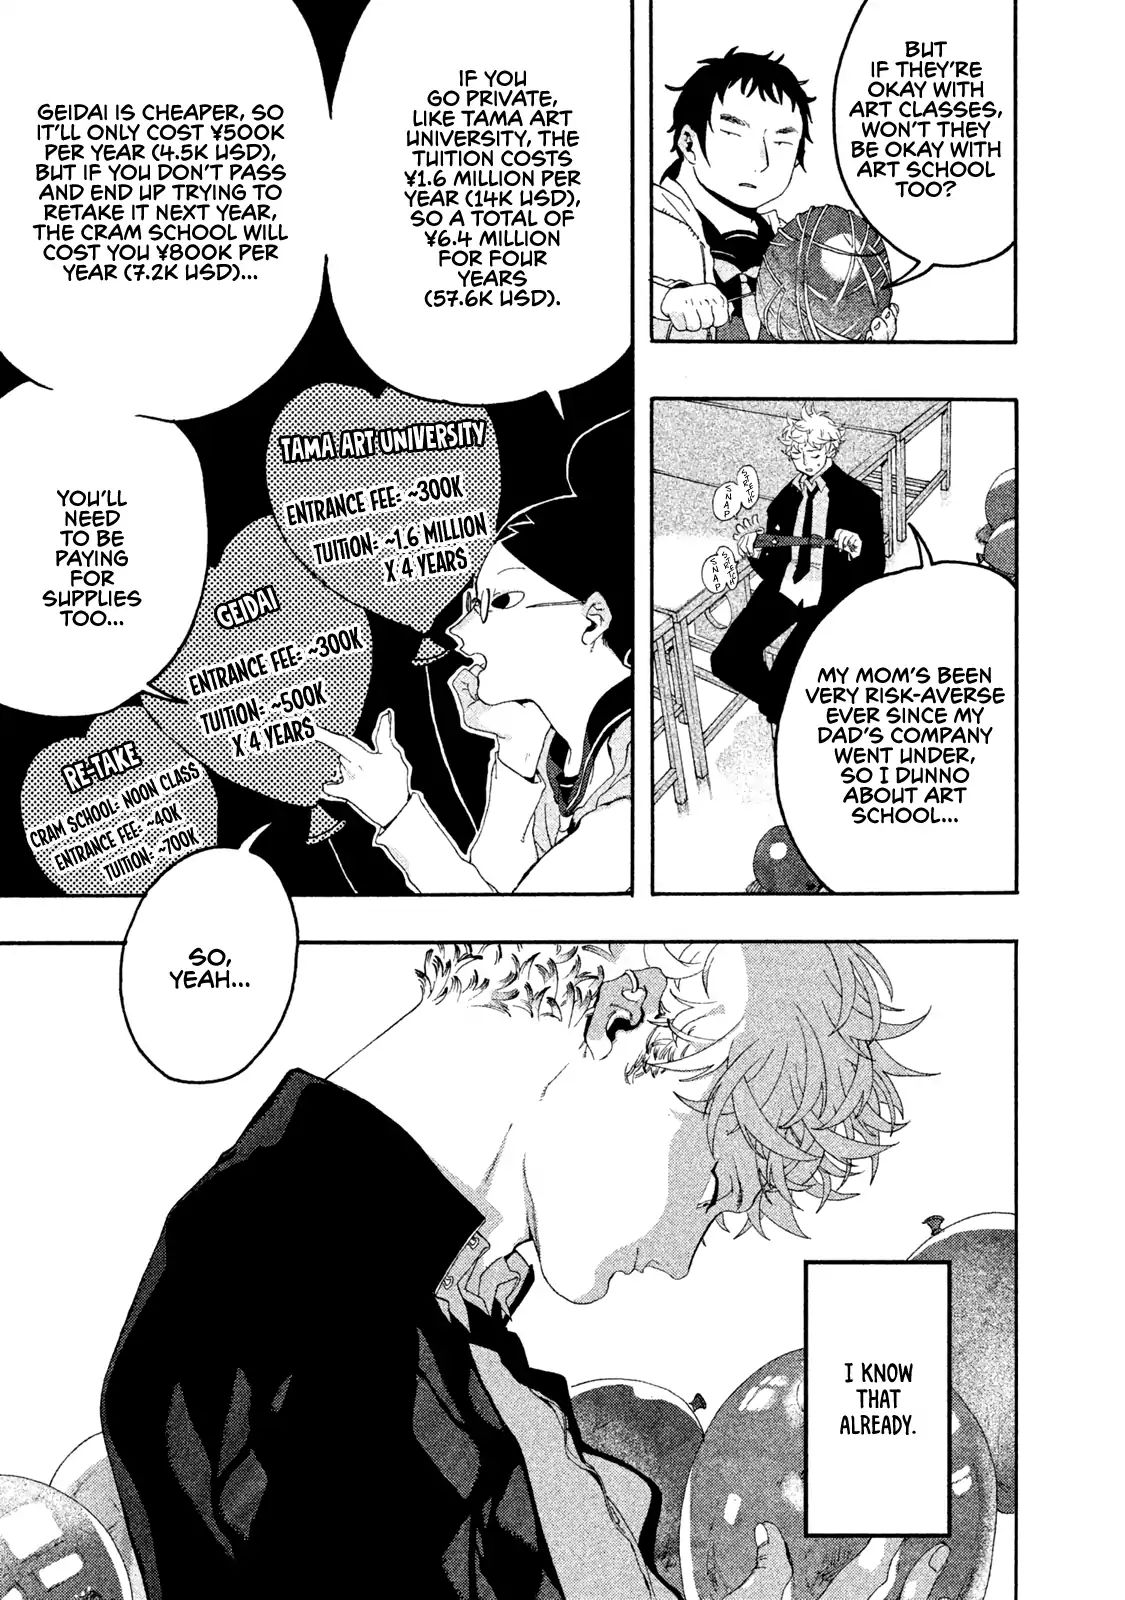 BUT
IF THEY'RE
OKAY WITH
ART CLASSES,
WON'T THEY
BE OKAY WITH
ART SCHOOL
TOO?
STRETCH
SNAP
STRETCH
SNAP
MY MOM'S BEEN
VERY RISK-AVERSE
EVER SINCE MY
DAD'S COMPANY
WENT UNDER,
SO I DUNNO
ABOUT ART
SCHOOL...
IF YOU
GO PRIVATE,
LIKE TAMA ART
UNIVERSITY, THE
TUITION COSTS
¥1.6 MILLION PER
YEAR (14K USD),
SO A TOTAL OF
¥6.4 MILLION
FOR FOUR
YEARS
(57.6K USD).
GEIDAI IS CHEAPER, SO
IT'LL ONLY COST ¥500K
PER YEAR (4.5K USD),
BUT IF YOU DON'T PASS
AND END UP TRYING TO
RETAKE IT NEXT YEAR,
THE CRAM SCHOOL WILL
COST YOU ¥800K PER
YEAR (7.2K USD)...
TAMA ART UNIVERSITY
ENTRANCE FEE: ~300K
TUITION: ~1.6 MILLION
X 4 YEARS
GEIDAI
ENTRANCE FEE: ~300K
TUITION: ~500K
X 4 YEARS
RE-TAKE
CRAM SCHOOL: NOON CLASS
ENTRANCE FEE: ~40K
TUITION: ~700K
YOU'LL
NEED
TO BE
PAYING
FOR
SUPPLIES
TOO...
SO,
YEAH...
I KNOW
THAT
ALREADY.